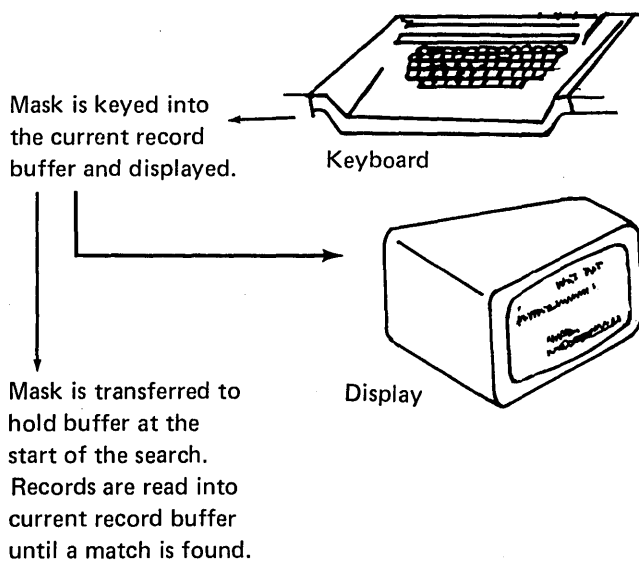 Mask is keyed into
the current record
buffer and displayed.
Keyboard
Display
Mask is transferred to
hold buffer at the
start of the search.
Records are read into
current record buffer
until a match is found.